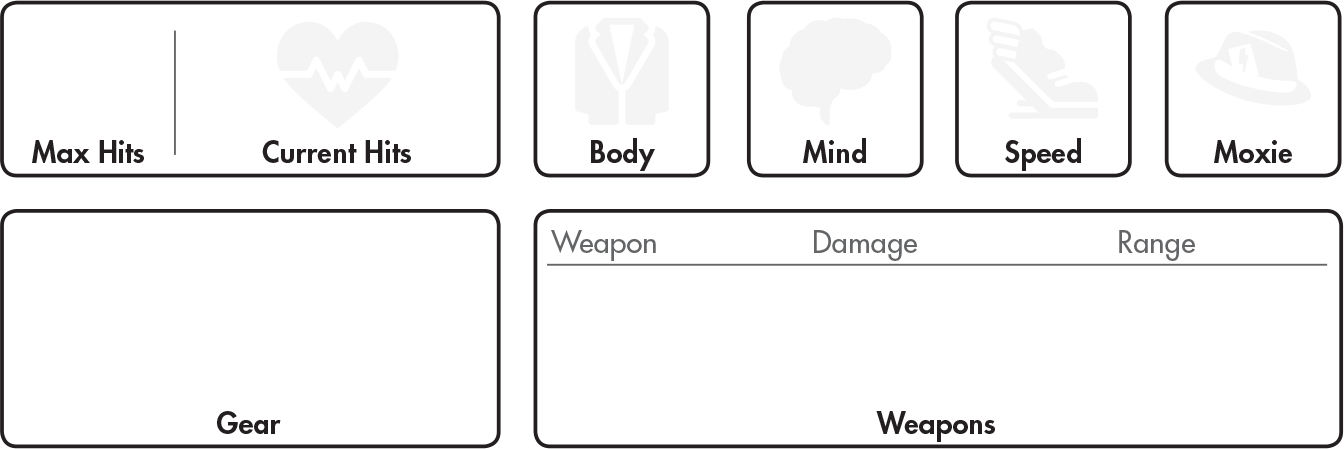 Max Hits
Current Hits
Body
Mind
Speed
Moxie
Gear
Weapon Damage Range
Weapons